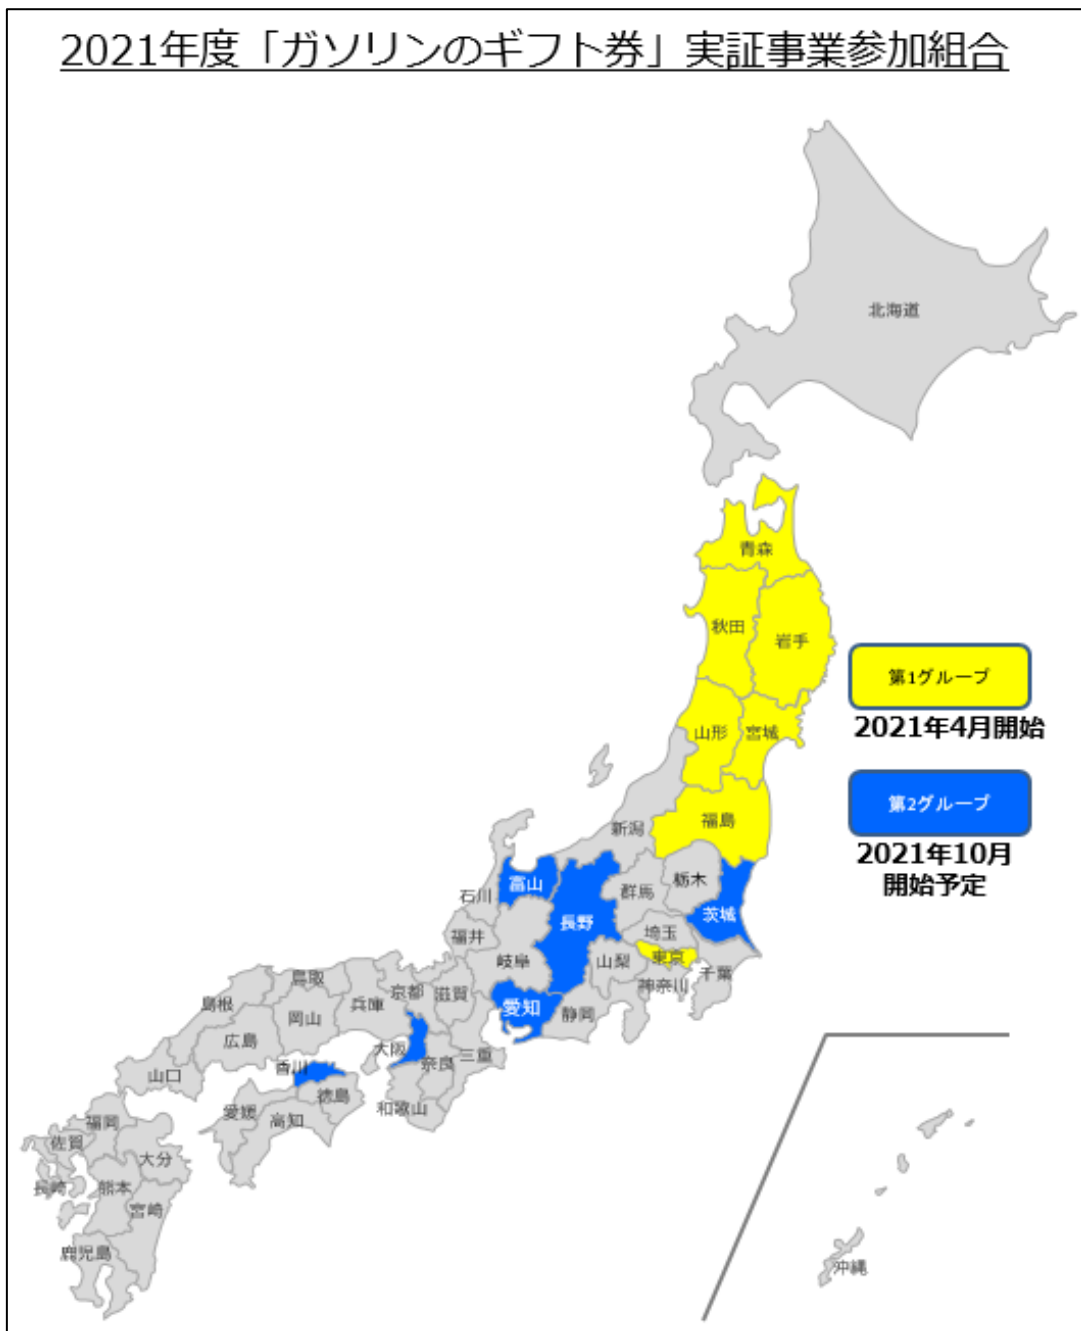 2021年度「ガソリンのギフト券」実証事業参加組合
北海道
青森
秋田
岩手
山形
宮城
福島
新潟
第1グループ
2021年4月開始
第2グループ
2021年10月
開始予定
富山
石川
長野
群馬
栃木
茨城
福井
岐阜
山梨
埼玉
東京
千葉
神奈川
愛知
静岡
鳥取
島根
岡山
広島
山口
兵庫
京都
滋賀
大阪
奈良
三重
和歌山
香川
徳島
愛媛
高知
福岡
佐賀
長崎
大分
熊本
宮崎
鹿児島
沖縄